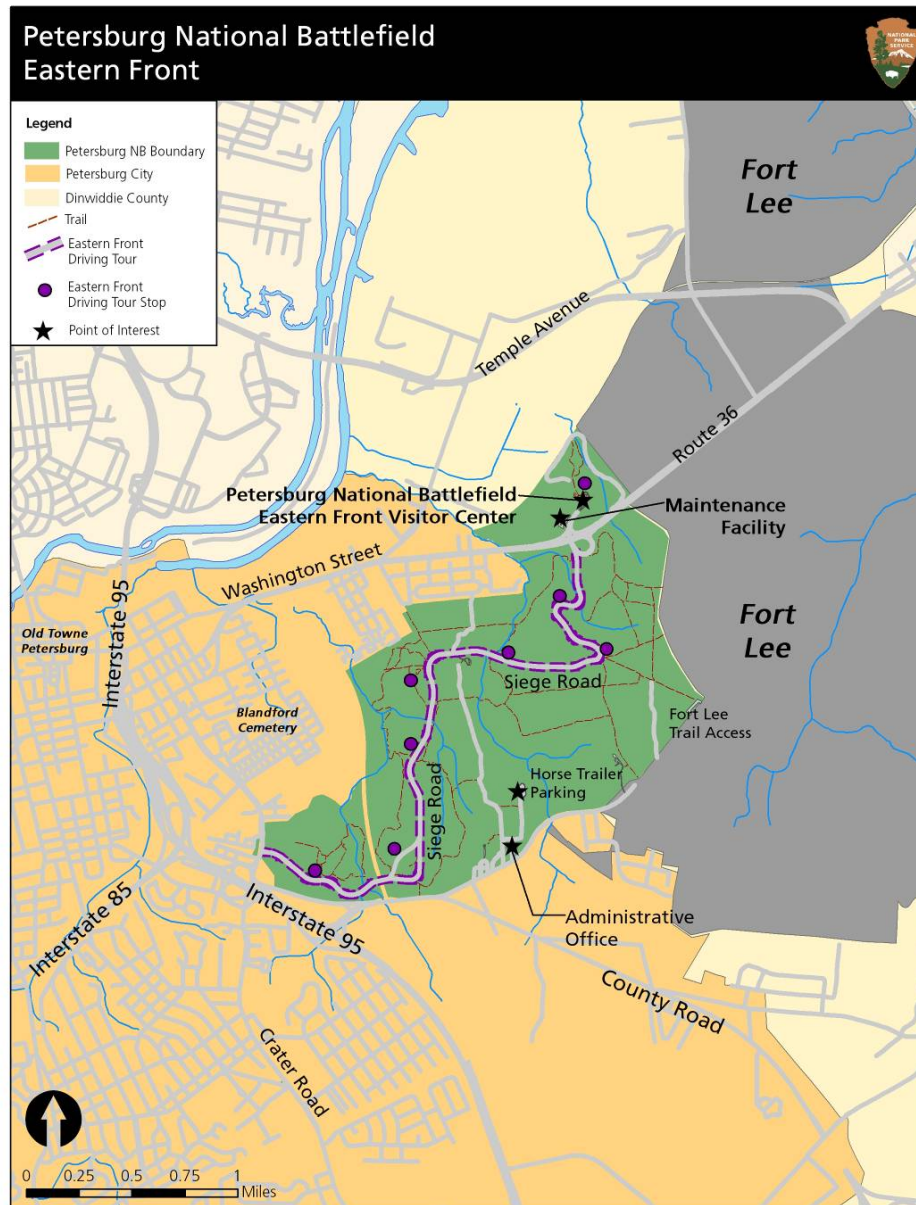 Petersburg National Battlefield
Eastern Front
NATIONAL
PARK
SERVICE
Legend
Petersburg NB Boundary
Petersburg City
Dinwiddie County
Trail
Eastern Front
Driving Tour
Eastern Front
Driving Tour Stop
Point of Interest
Fort
Lee
Temple Avenue
Route 36
Petersburg National Battlefield
Eastern Front Visitor Center
Maintenance
Facility
Washington Street
Interstate 95
Old Towne
Petersburg
Fort
Lee
Siege Road
Blandford
Cemetery
Fort Lee
Trail Access
Siege Road
Horse Trailer
Parking
Interstate 85
Interstate 95
Administrative
Office
County Road
Crater Road
0 0.25 0.5 0.75 1
Miles